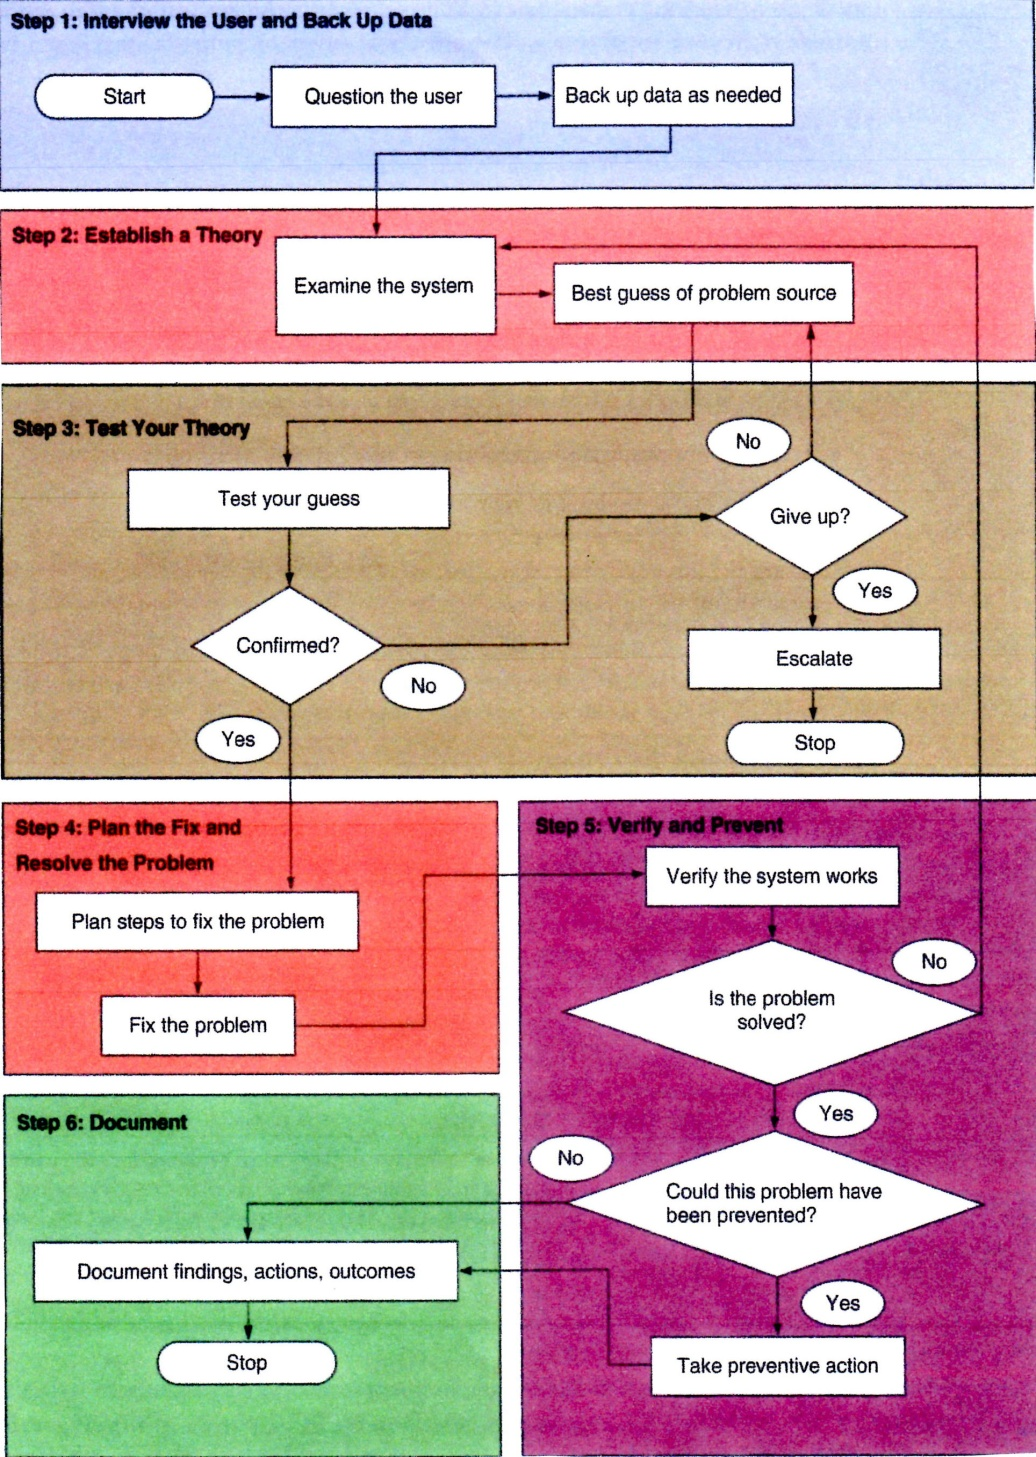 Step 1: Interview the User and Back Up Data
Start
Question the user
Back up data as needed
Step 2: Establish a Theory
Examine the system
Best guess of problem source
Step 3: Test Your Theory
No
Test your guess
Give up?
Yes
Confirmed?
Escalate
No
Yes
Stop
Step 4: Plan the Fix and
Resolve the Problem
Plan steps to fix the problem
Fix the problem
Step 5: Verify and Prevent
Verify the system works
No
Is the problem
solved?
Yes
No
Could this problem have
been prevented?
Yes
Take preventive action
Step 6: Document
Document findings, actions, outcomes
Stop